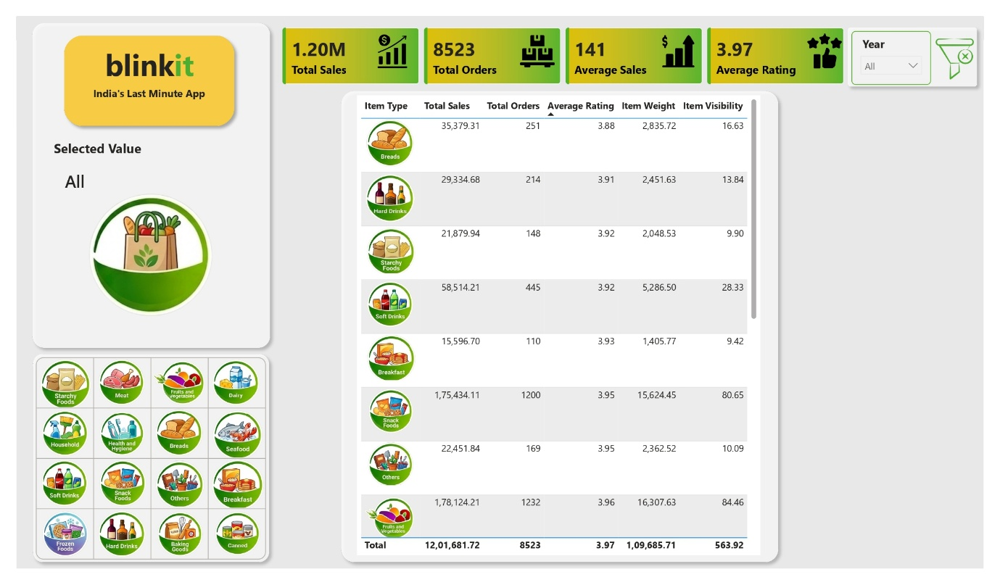 blinkit
India's Last Minute App
Selected Value
All
1.20M
Total Sales
8523
Total Orders
141
Average Sales
3.97
Average Rating
Year
All
Item Type Total Sales Total Orders Average Rating Item Weight Item Visibility
Breads 35,379.31 251 3.88 2,835.72 16.63
Hard Drinks 29,334.68 214 3.91 2,451.63 13.84
Starchy Foods 21,879.94 148 3.92 2,048.53 9.90
Soft Drinks 58,514.21 445 3.92 5,286.50 28.33
Breakfast 15,596.70 110 3.93 1,405.77 9.42
Snack Foods 1,75,434.11 1200 3.95 15,624.45 80.65
Others 22,451.84 169 3.95 2,362.52 10.09
Fruits and Vegetables 1,78,124.21 1232 3.96 16,307.63 84.46
Total 12,01,681.72 8523 3.97 1,09,685.71 563.92
Starchy Foods
Meat
Fruits and Vegetables
Dairy
Household
Health and Hygiene
Breads
Seafood
Soft Drinks
Snack Foods
Others
Breakfast
Frozen Foods
Hard Drinks
Baking Goods
Canned